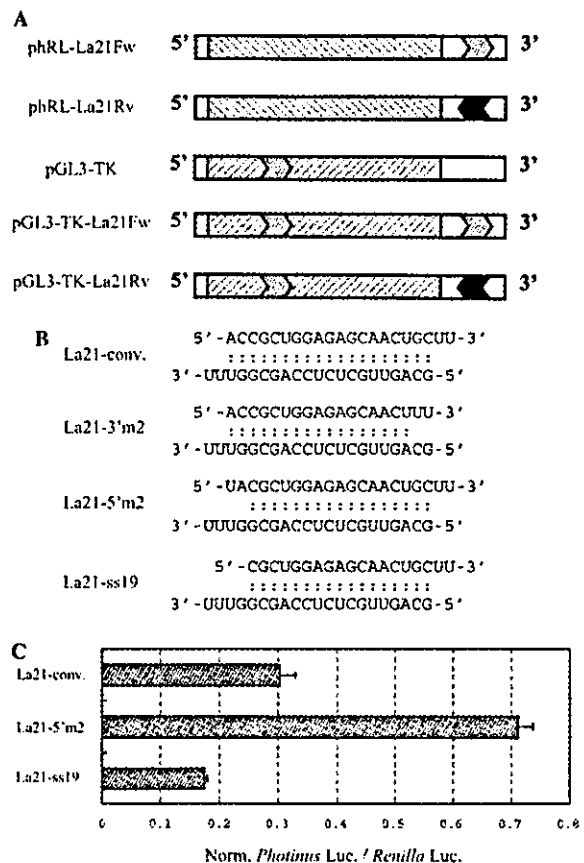 A
phRL-La21Fw 5' 3'
phRL-La21Rv 5' 3'
pGL3-TK 5' 3'
pGL3-TK-La21Fw 5' 3'
pGL3-TK-La21Rv 5' 3'
B
La21-conv.
5'-ACCGCUGGAGAGCAACUGCUU-3'
3'-UUUGGCGACCUCUCGUUGACG-5'
La21-3'm2
5'-ACCGCUGGAGAGCAACUUU-3'
3'-UUUGGCGACCUCUCGUUGACG-5'
La21-5'm2
5'-UACGCUGGAGAGCAACUGCUU-3'
3'-UUUGGCGACCUCUCGUUGACG-5'
La21-ss19
5'-CGCUGGAGAGCAACUGCUU-3'
3'-UUUGGCGACCUCUCGUUGACG-5'
C
La21-conv.
La21-5'm2
La21-ss19
0 0.1 0.2 0.3 0.4 0.5 0.6 0.7 0.8
Norm. Photinus Luc. / Renilla Luc.